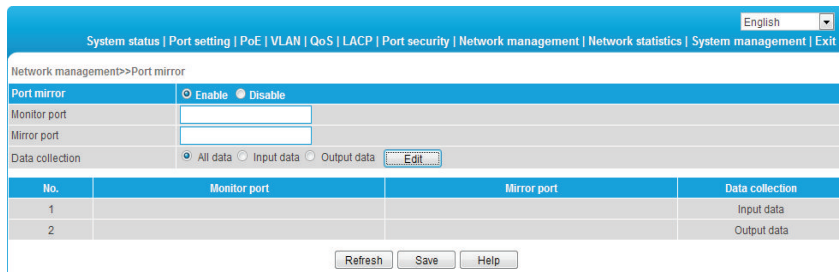 English
System status | Port setting | PoE | VLAN | QoS | LACP | Port security | Network management | Network statistics | System management | Exit
Network management>>Port mirror
Port mirror Enable Disable
Monitor port
Mirror port
Data collection All data Input data Output data Edit
No. Monitor port Mirror port Data collection
1 Input data
2 Output data
Refresh Save Help